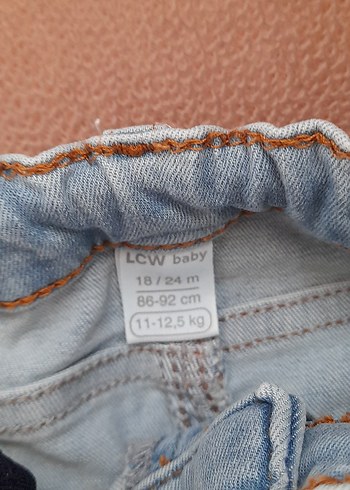 LCW baby
18 / 24 m
86-92 cm
11-12,5 kg